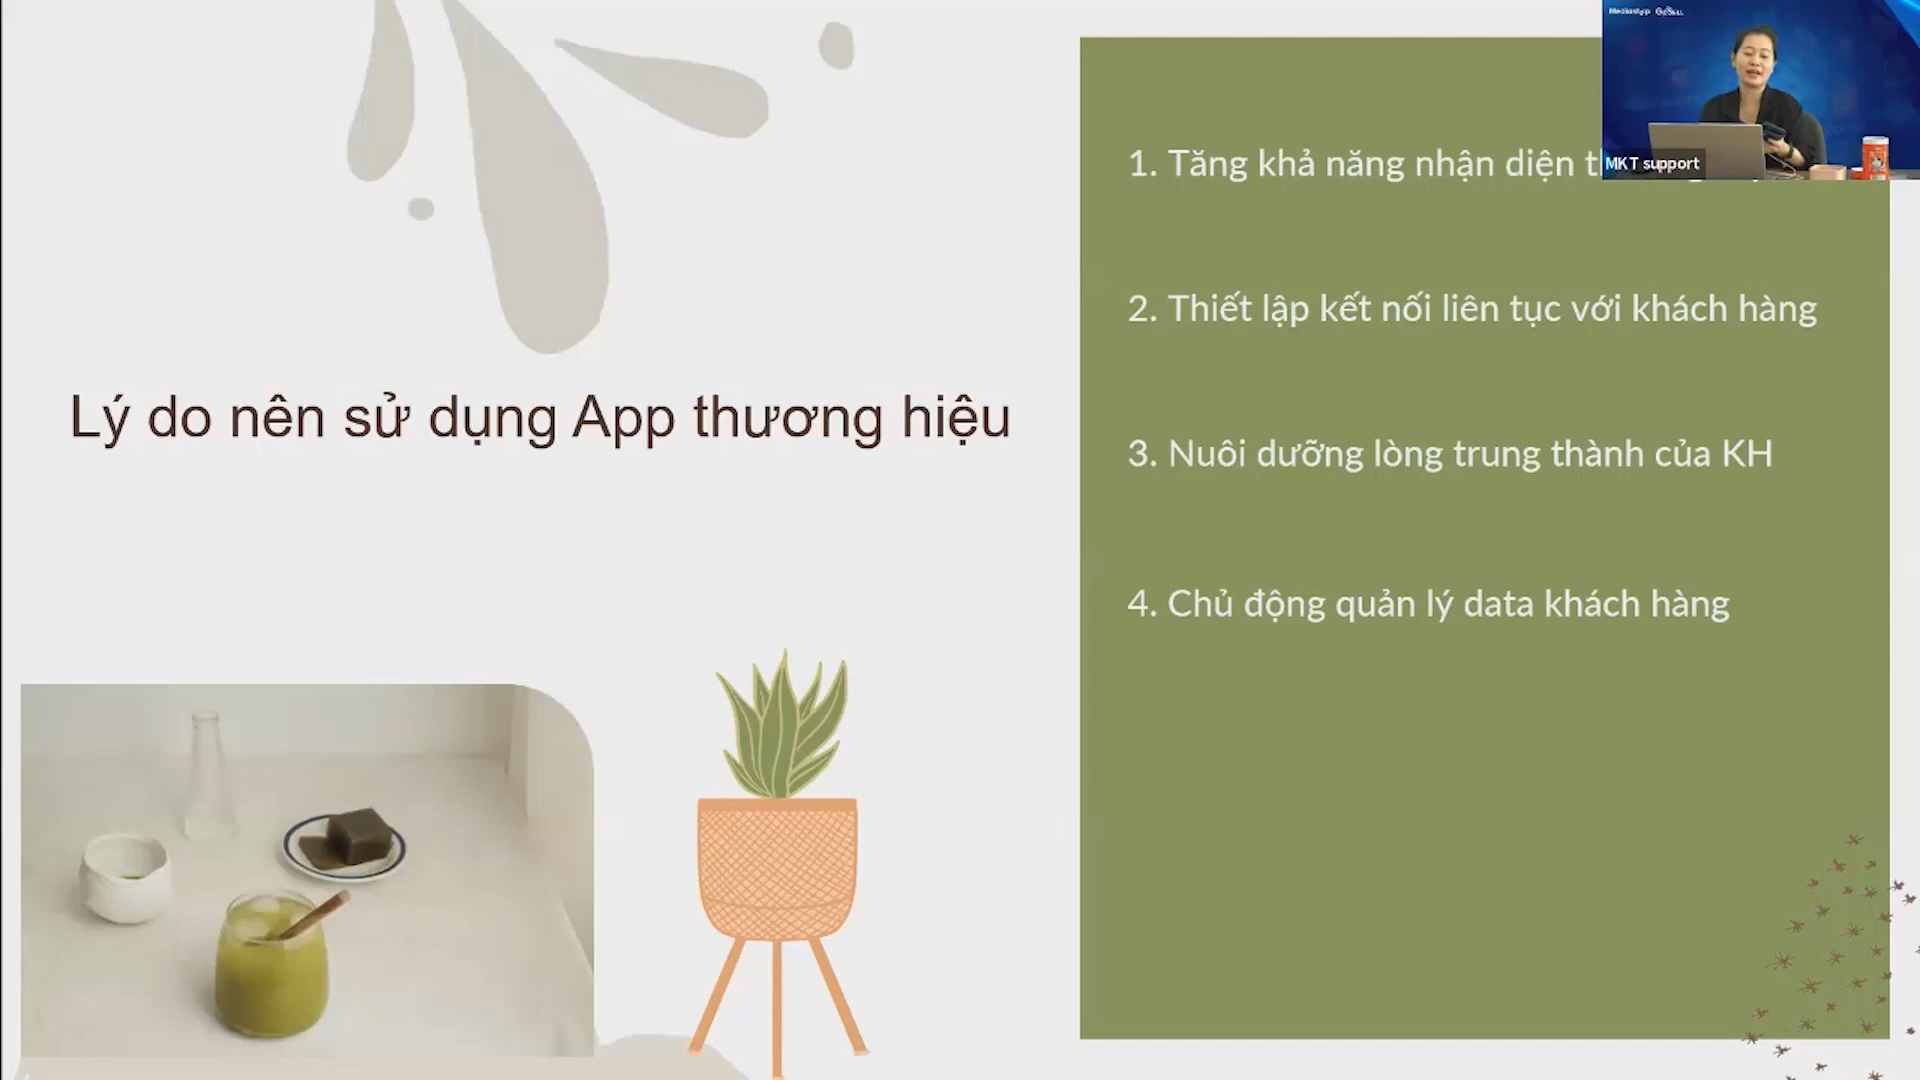 Mediastep GoSELL
MKT support
Lý do nên sử dụng App thương hiệu
1. Tăng khả năng nhận diện
2. Thiết lập kết nối liên tục với khách hàng
3. Nuôi dưỡng lòng trung thành của KH
4. Chủ động quản lý data khách hàng